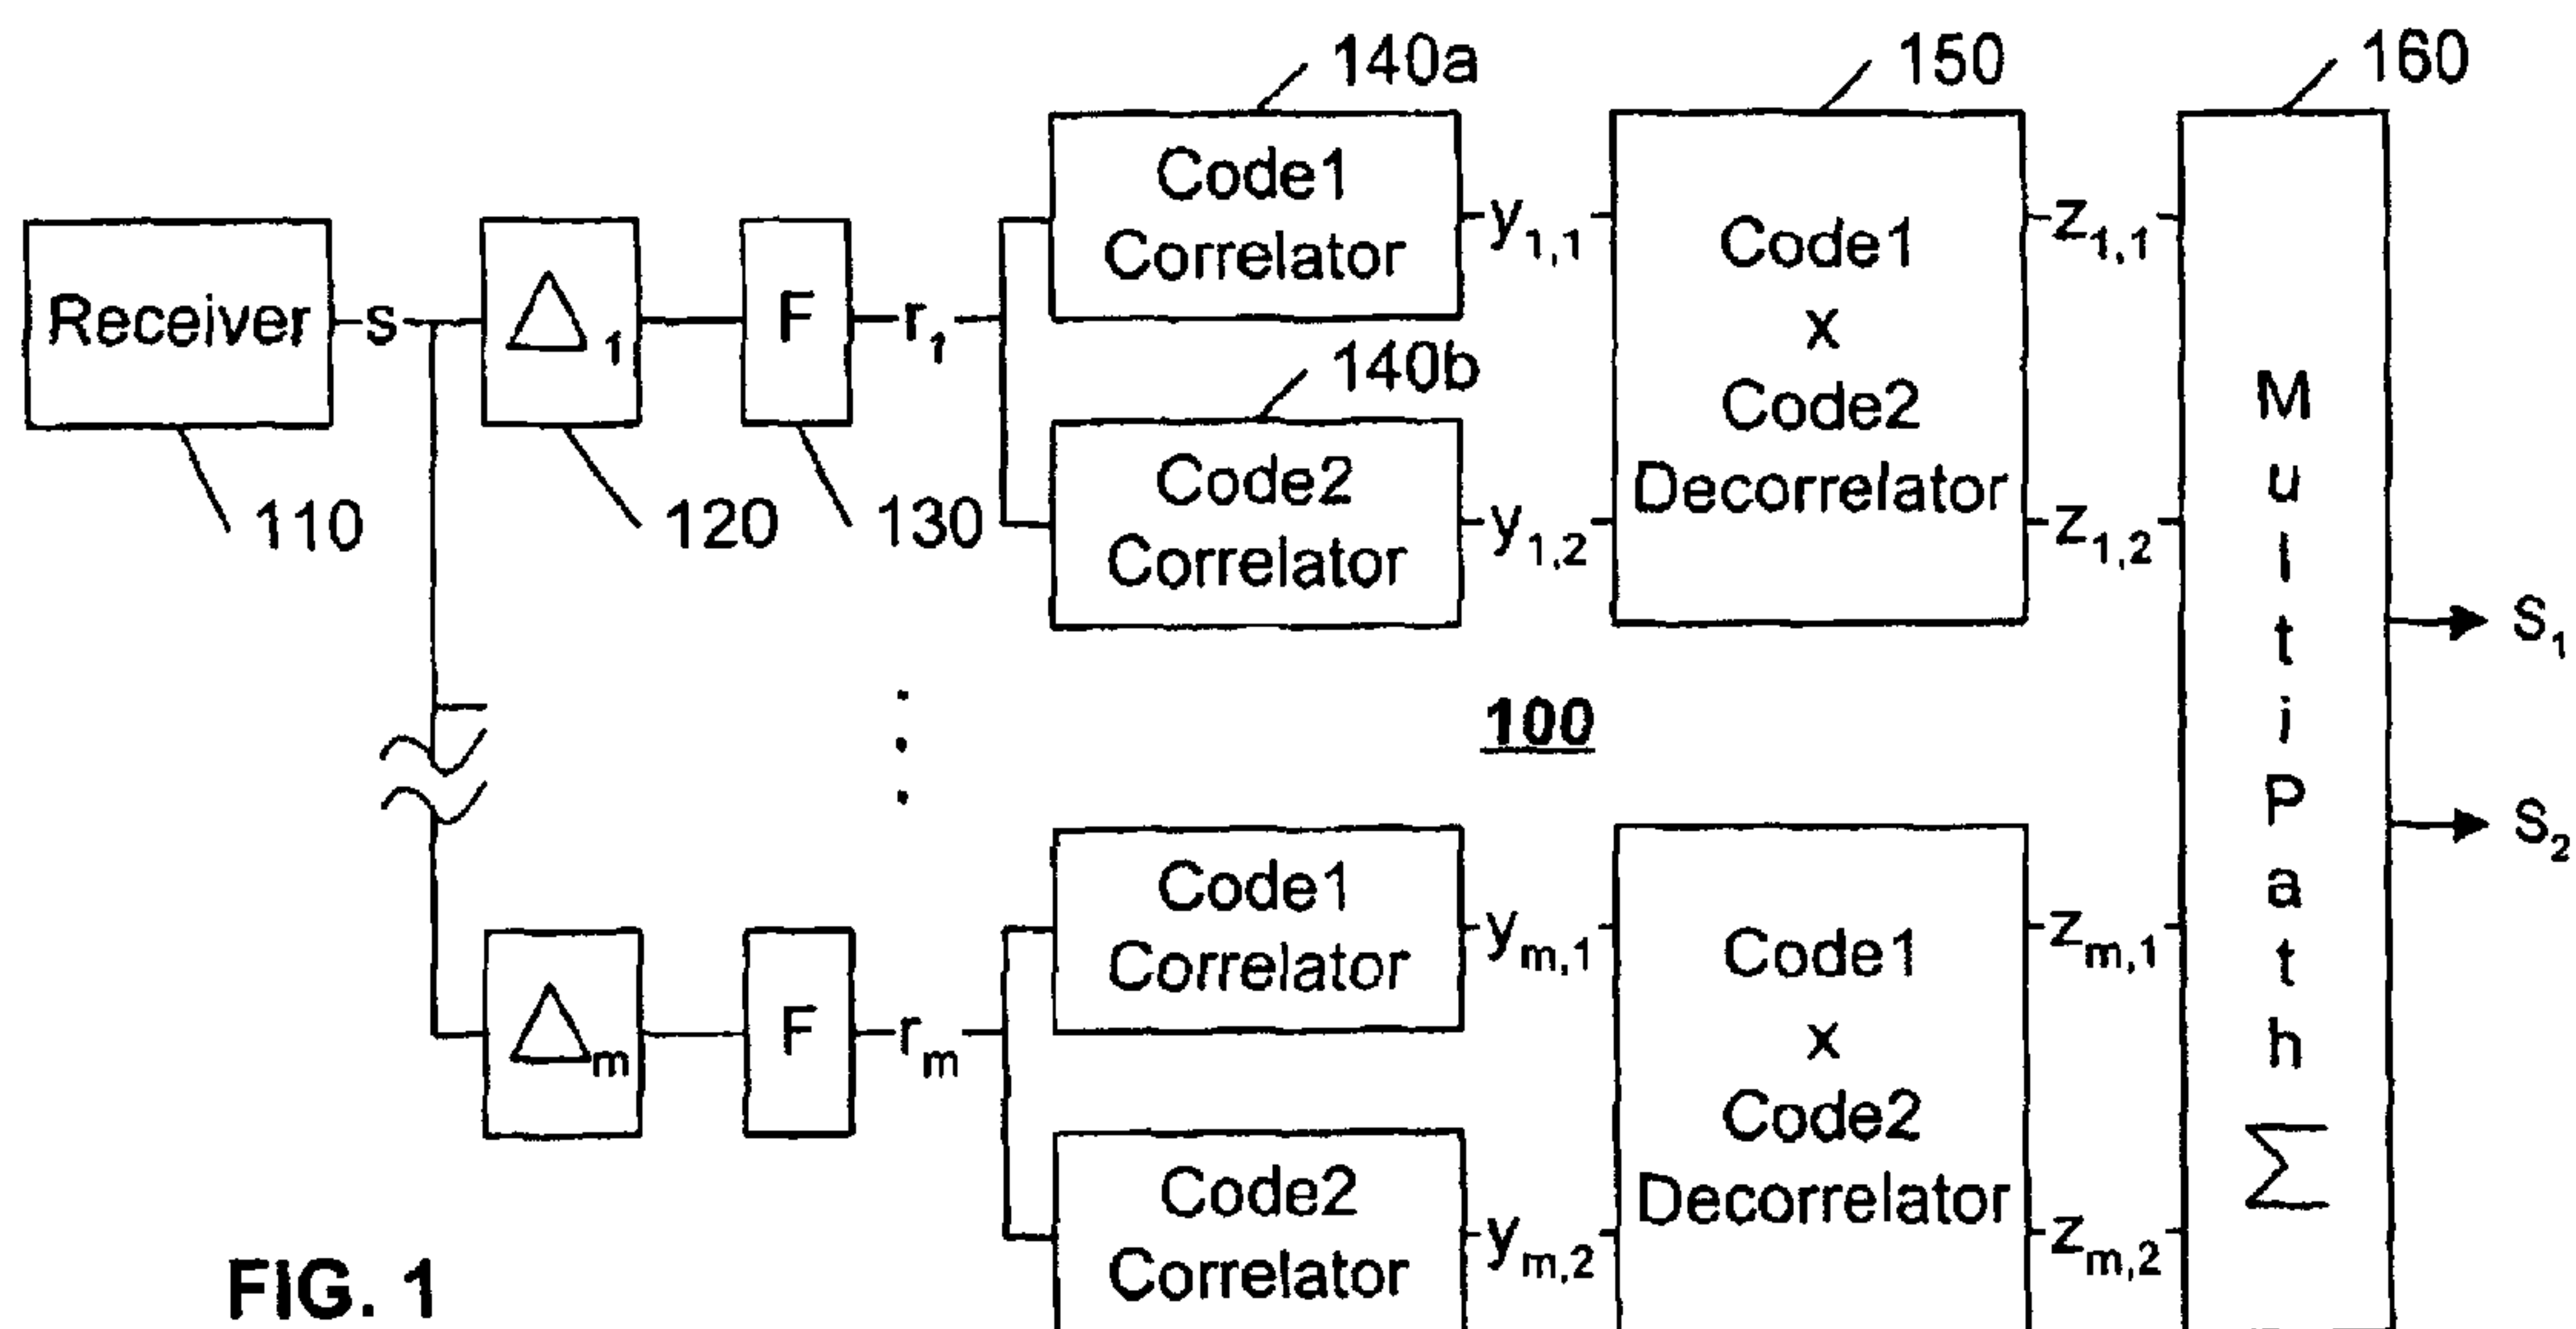 140a
150
160
Receiver
s
△1
F
r1
Code1
Correlator
y1,1
Code1
x
Code2
Decorrelator
z1,1
110
120
130
140b
Code2
Correlator
y1,2
z1,2
MultiPath
Σ
S1
S2
100
△m
F
rm
Code1
Correlator
ym,1
Code1
x
Code2
Decorrelator
zm,1
Code2
Correlator
ym,2
zm,2
FIG. 1